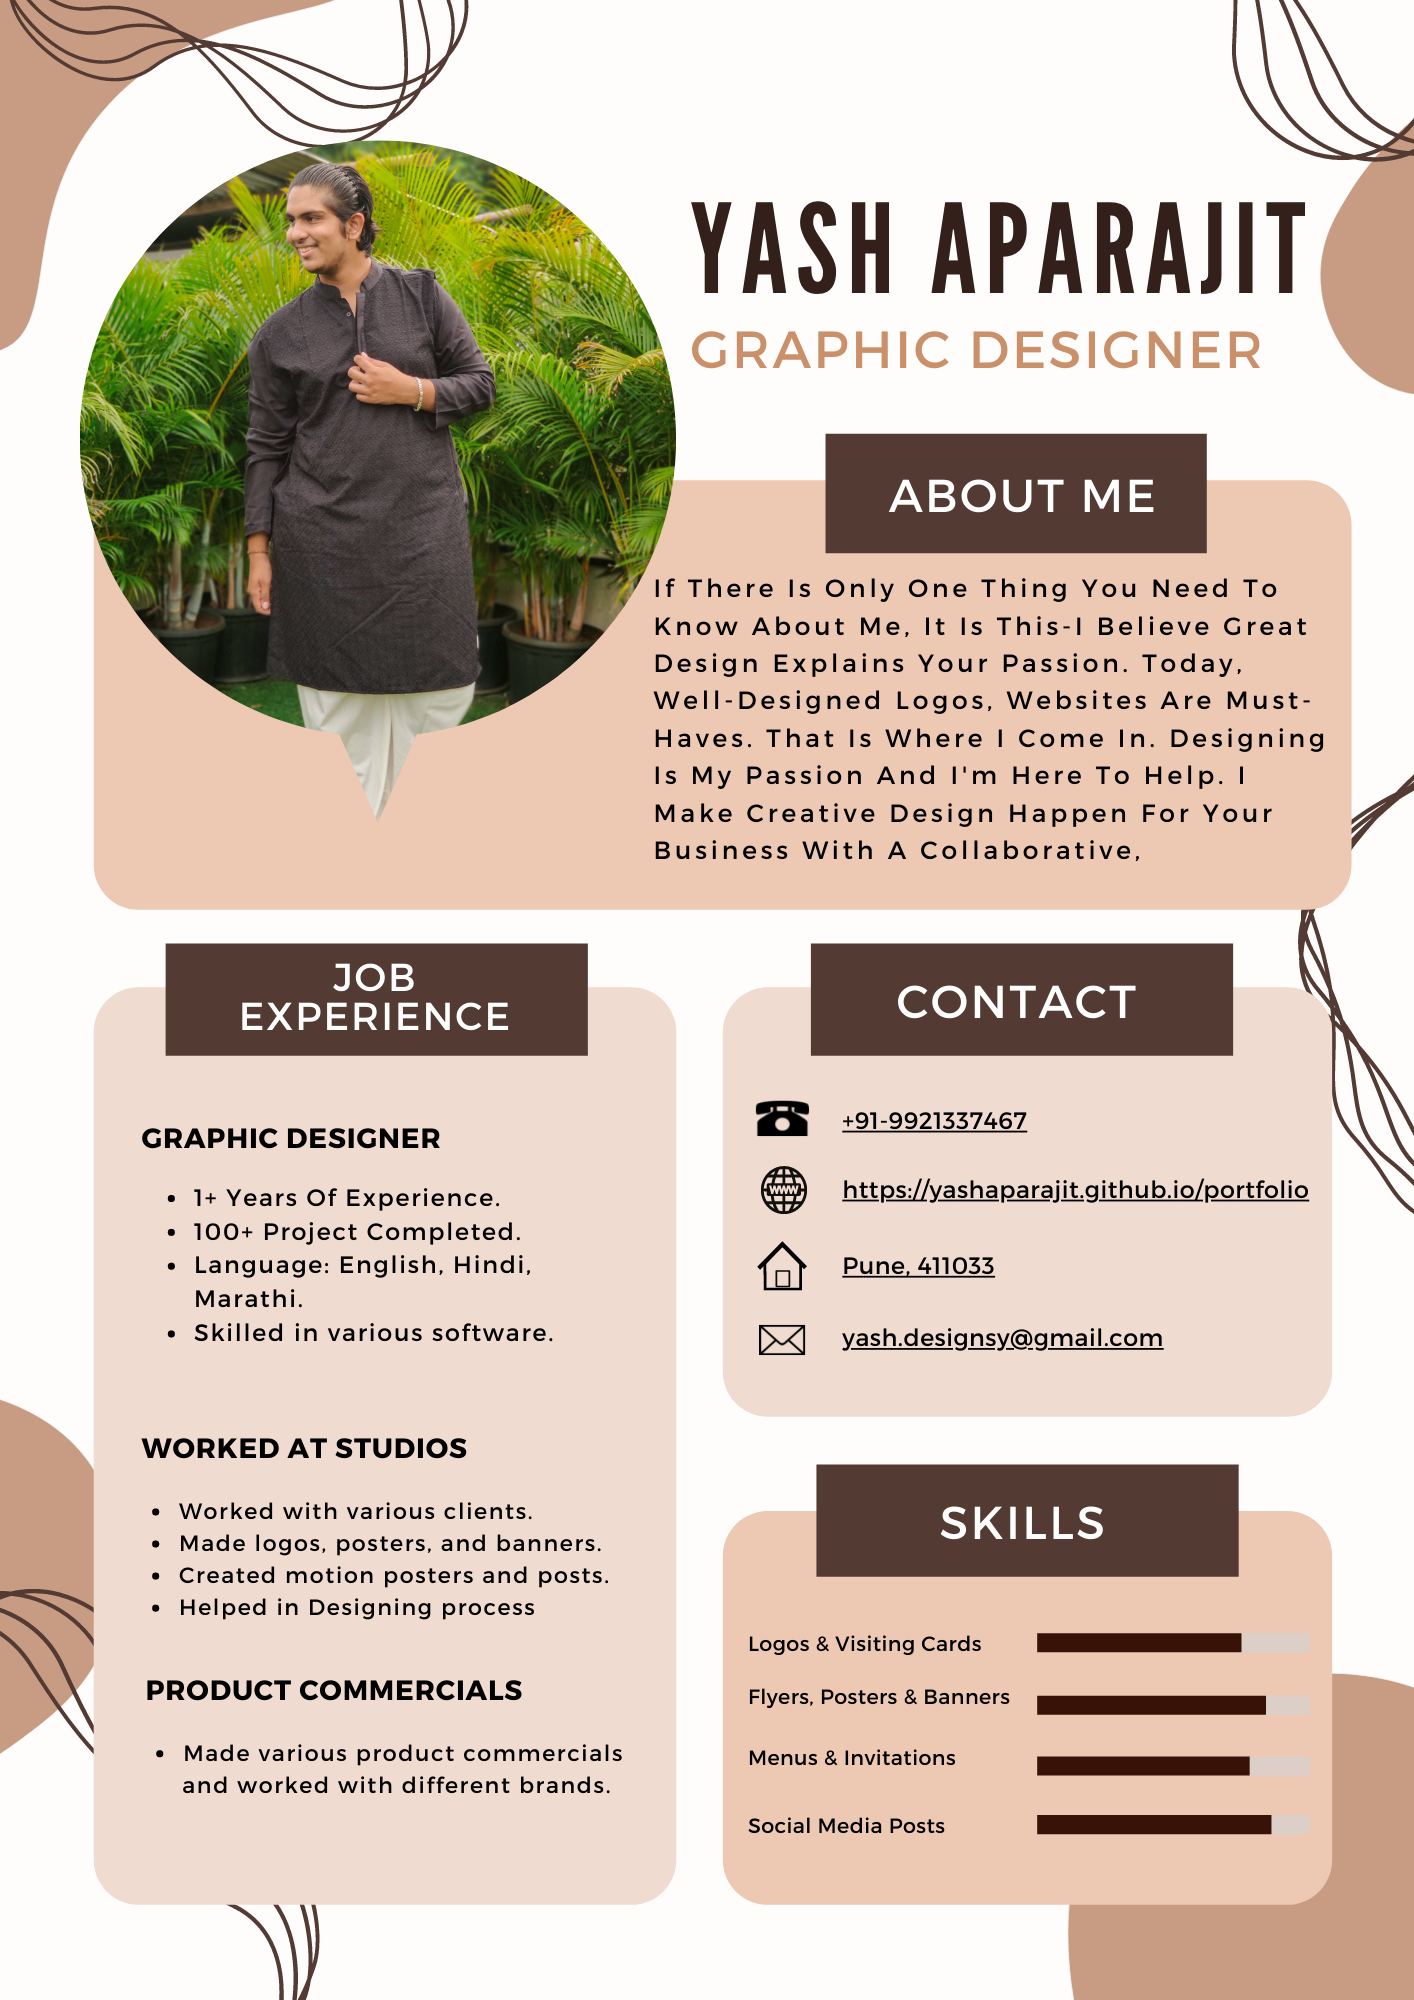 YASH APARAJIT
GRAPHIC DESIGNER
ABOUT ME
If There Is Only One Thing You Need To
Know About Me, It Is This-I Believe Great
Design Explains Your Passion. Today,
Well-Designed Logos, Websites Are Must-
Haves. That Is Where I Come In. Designing
Is My Passion And I'm Here To Help. I
Make Creative Design Happen For Your
Business With A Collaborative,
JOB
EXPERIENCE
GRAPHIC DESIGNER
• 1+ Years Of Experience.
• 100+ Project Completed.
• Language: English, Hindi,
Marathi.
• Skilled in various software.
WORKED AT STUDIOS
• Worked with various clients.
• Made logos, posters, and banners.
• Created motion posters and posts.
• Helped in Designing process
PRODUCT COMMERCIALS
• Made various product commercials
and worked with different brands.
CONTACT
+91-9921337467
WWW
https://yashaparajit.github.io/portfolio
Pune, 411033
yash.designsy@gmail.com
SKILLS
Logos & Visiting Cards
Flyers, Posters & Banners
Menus & Invitations
Social Media Posts